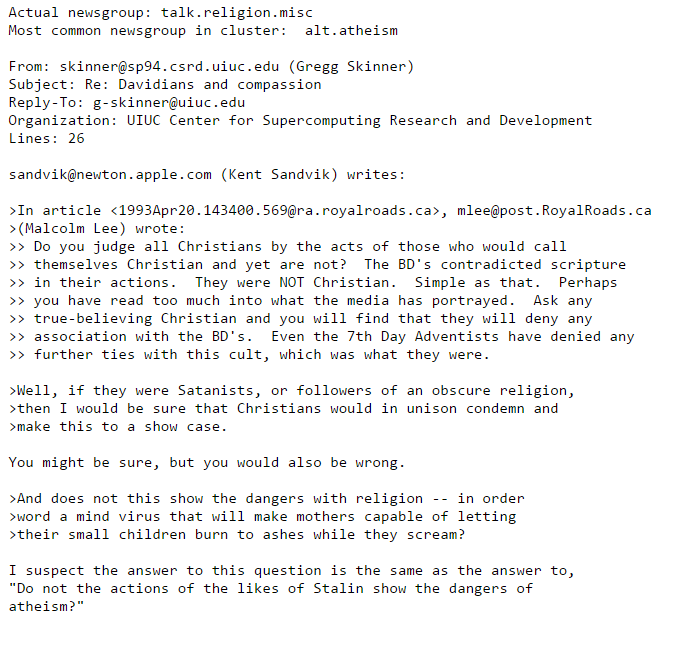 Actual newsgroup: talk.religion.misc
Most common newsgroup in cluster:  alt.atheism
From: skinner@sp94.csrd.uiuc.edu (Gregg Skinner)
Subject: Re: Davidians and compassion
Reply-To: g-skinner@uiuc.edu
Organization: UIUC Center for Supercomputing Research and Development
Lines: 26
sandvik@newton.apple.com (Kent Sandvik) writes:
>In article <1993Apr20.143400.569@ra.royalroads.ca>, mlee@post.RoyalRoads.ca
>(Malcolm Lee) wrote:
>> Do you judge all Christians by the acts of those who would call
>> themselves Christian and yet are not?  The BD's contradicted scripture
>> in their actions.  They were NOT Christian.  Simple as that.  Perhaps
>> you have read too much into what the media has portrayed.  Ask any
>> true-believing Christian and you will find that they will deny any
>> association with the BD's.  Even the 7th Day Adventists have denied any
>> further ties with this cult, which was what they were.
>Well, if they were Satanists, or followers of an obscure religion,
>then I would be sure that Christians would in unison condemn and
>make this to a show case.
You might be sure, but you would also be wrong.
>And does not this show the dangers with religion -- in order
>word a mind virus that will make mothers capable of letting
>their small children burn to ashes while they scream?
I suspect the answer to this question is the same as the answer to,
"Do not the actions of the likes of Stalin show the dangers of
atheism?"